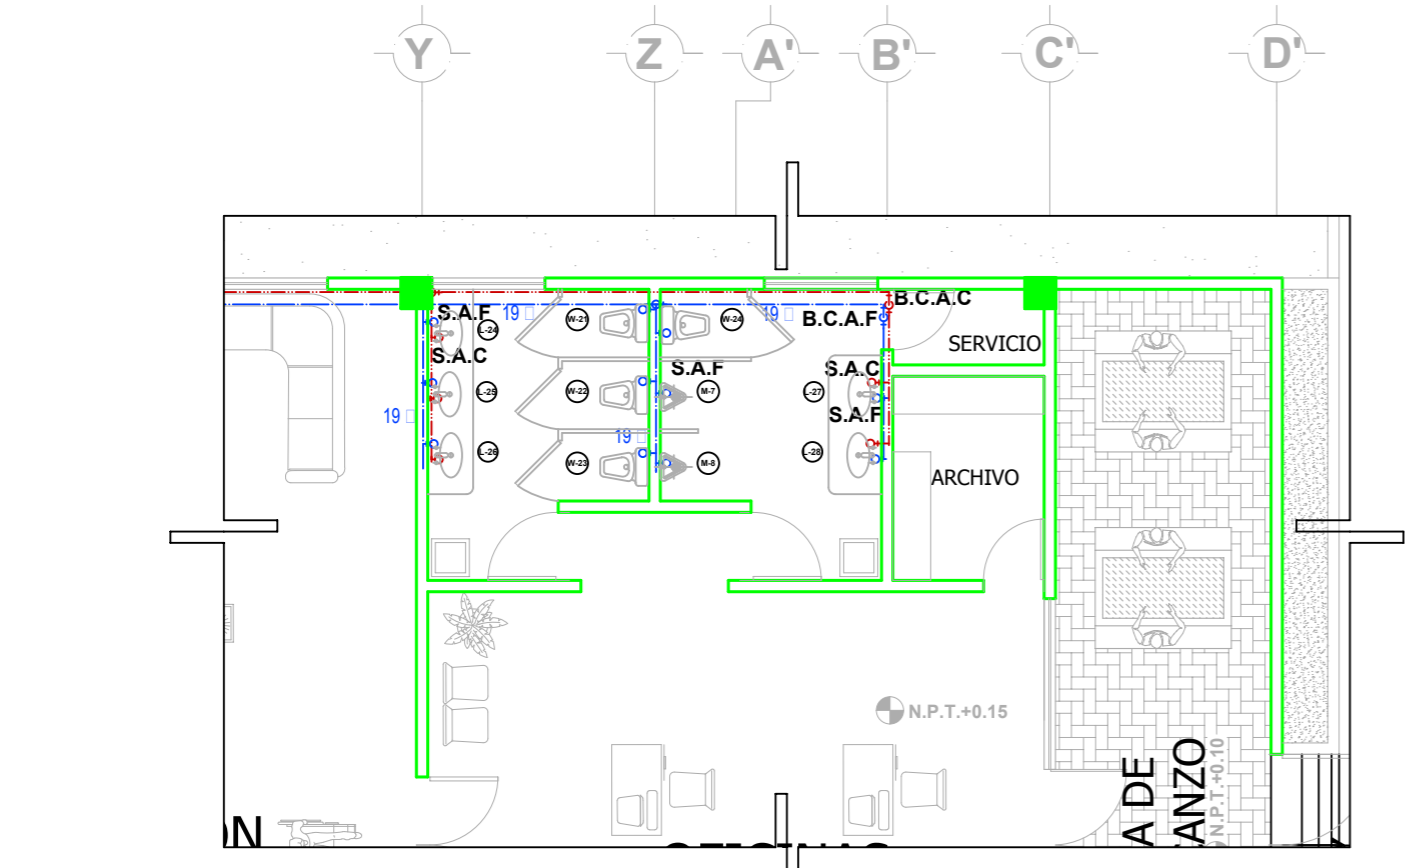 Y Z A' B' C' D'
B.C.A.C
S.A.F
19
W-21
W-24
19
B.C.A.F
L-24
SERVICIO
S.A.C
S.A.F
S.A.C
L-25
W-22
M-7
L-27
19
S.A.F
19
L-26
W-23
M-8
L-28
ARCHIVO
N.P.T.+0.15
A DE
ANZO
N.P.T.+0.10
ON
OFICINAS